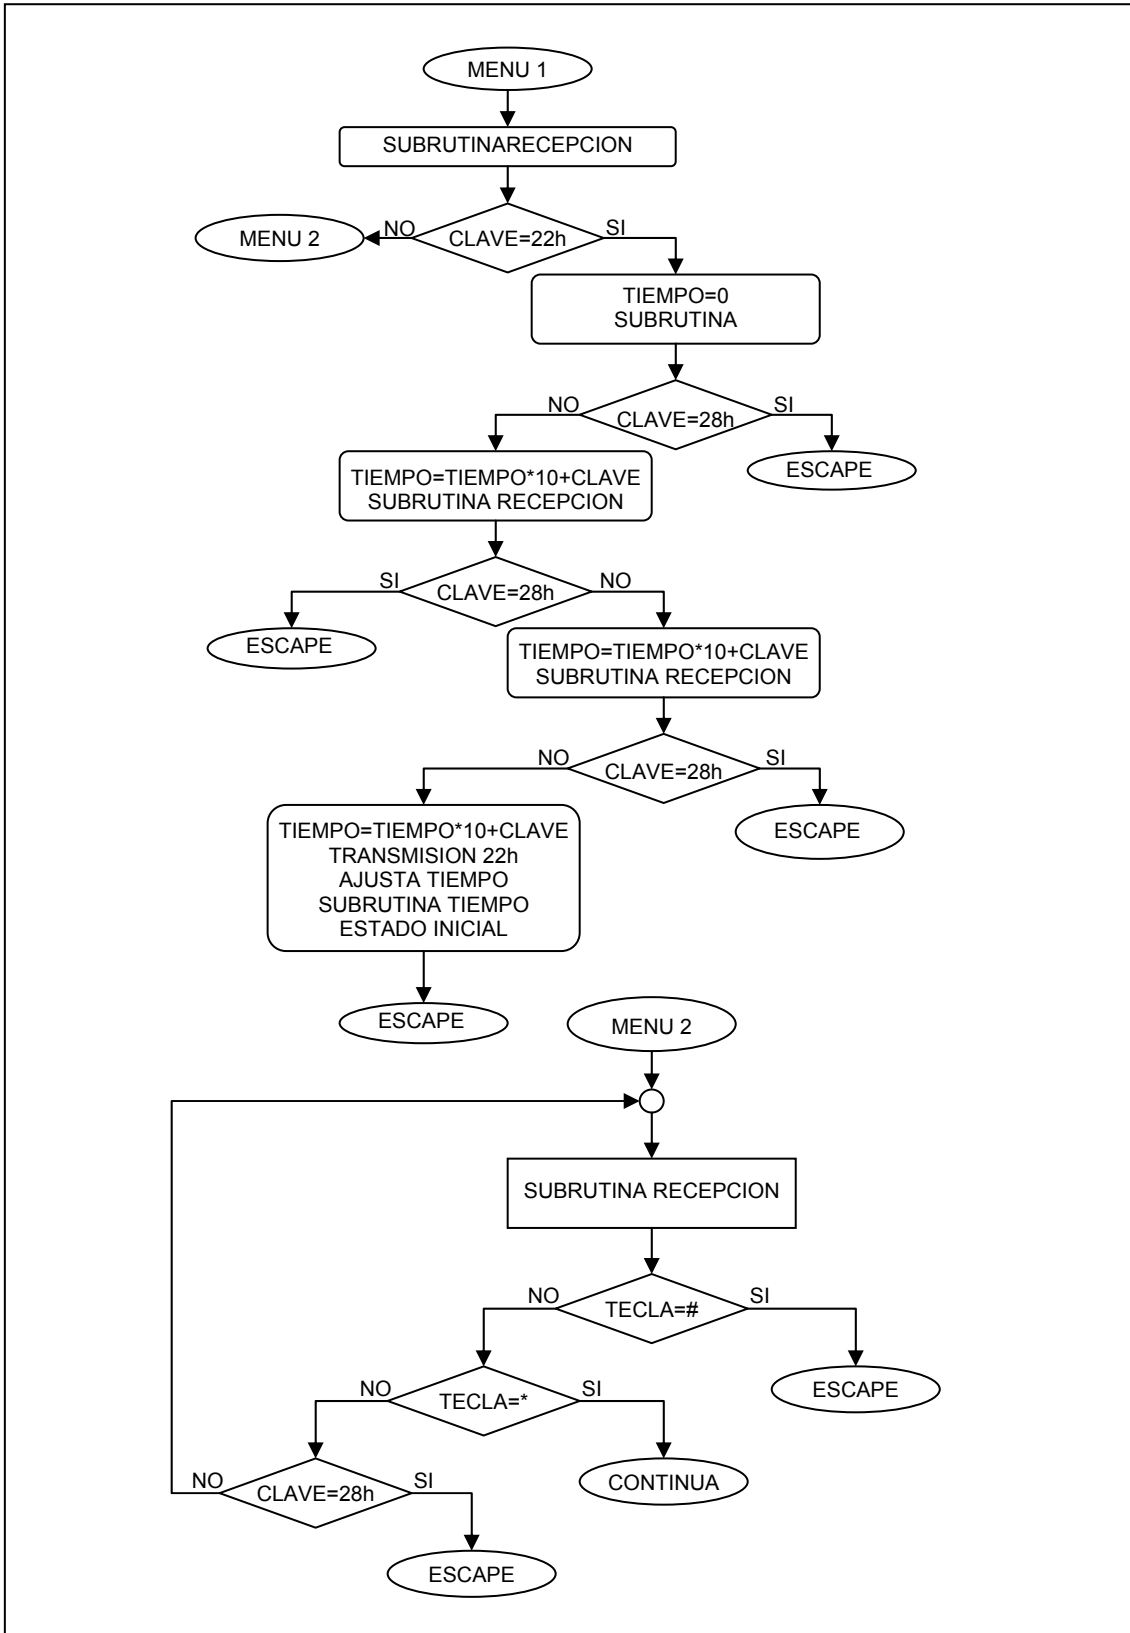 MENU 1
SUBRUTINARECEPCION
MENU 2
NO
CLAVE=22h
SI
TIEMPO=0
SUBRUTINA
NO
CLAVE=28h
SI
ESCAPE
TIEMPO=TIEMPO*10+CLAVE
SUBRUTINA RECEPCION
SI
CLAVE=28h
NO
ESCAPE
TIEMPO=TIEMPO*10+CLAVE
SUBRUTINA RECEPCION
NO
CLAVE=28h
SI
ESCAPE
TIEMPO=TIEMPO*10+CLAVE
TRANSMISION 22h
AJUSTA TIEMPO
SUBRUTINA TIEMPO
ESTADO INICIAL
ESCAPE
MENU 2
SUBRUTINA RECEPCION
NO
TECLA=#
SI
ESCAPE
NO
TECLA=*
SI
CONTINUA
NO
CLAVE=28h
SI
ESCAPE